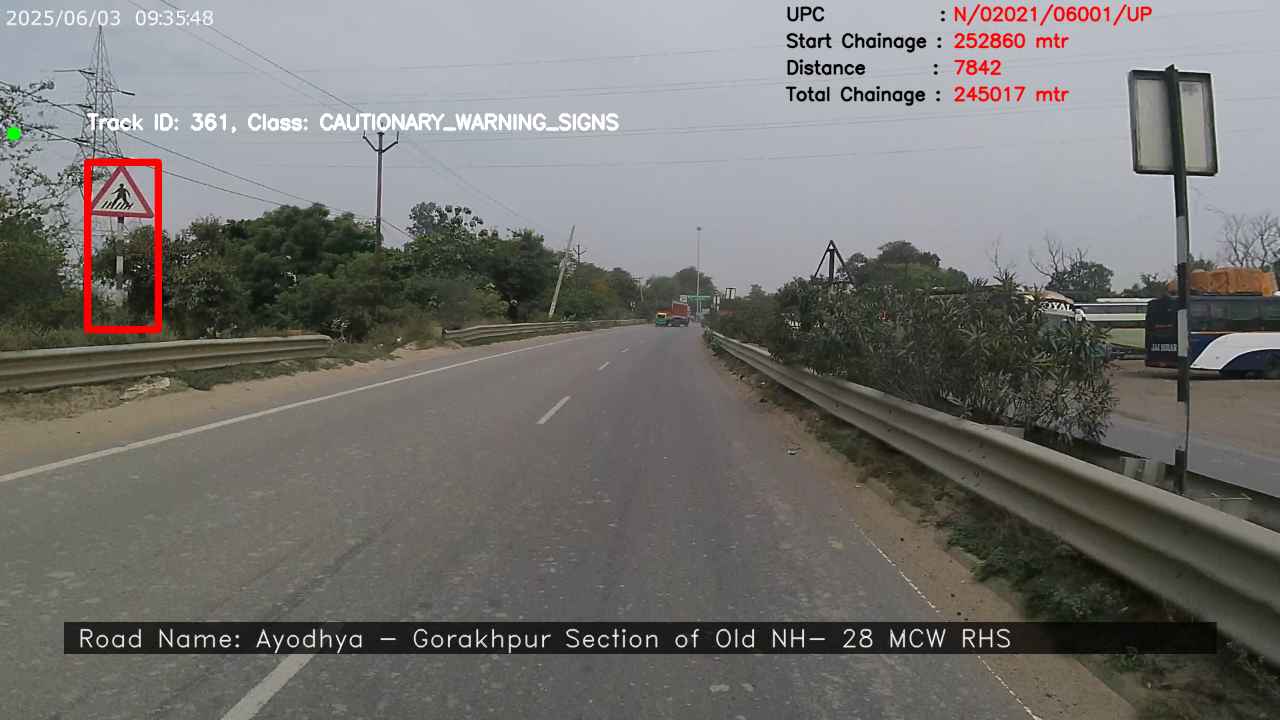 2025/06/03 09:35:48
UPC : N/02021/06001/UP
Start Chainage : 252860 mtr
Distance : 7842
Total Chainage : 245017 mtr
Track ID: 361, Class: CAUTIONARY_WARNING_SIGNS
OYAL
Road Name: Ayodhya - Gorakhpur Section of Old NH- 28 MCW RHS